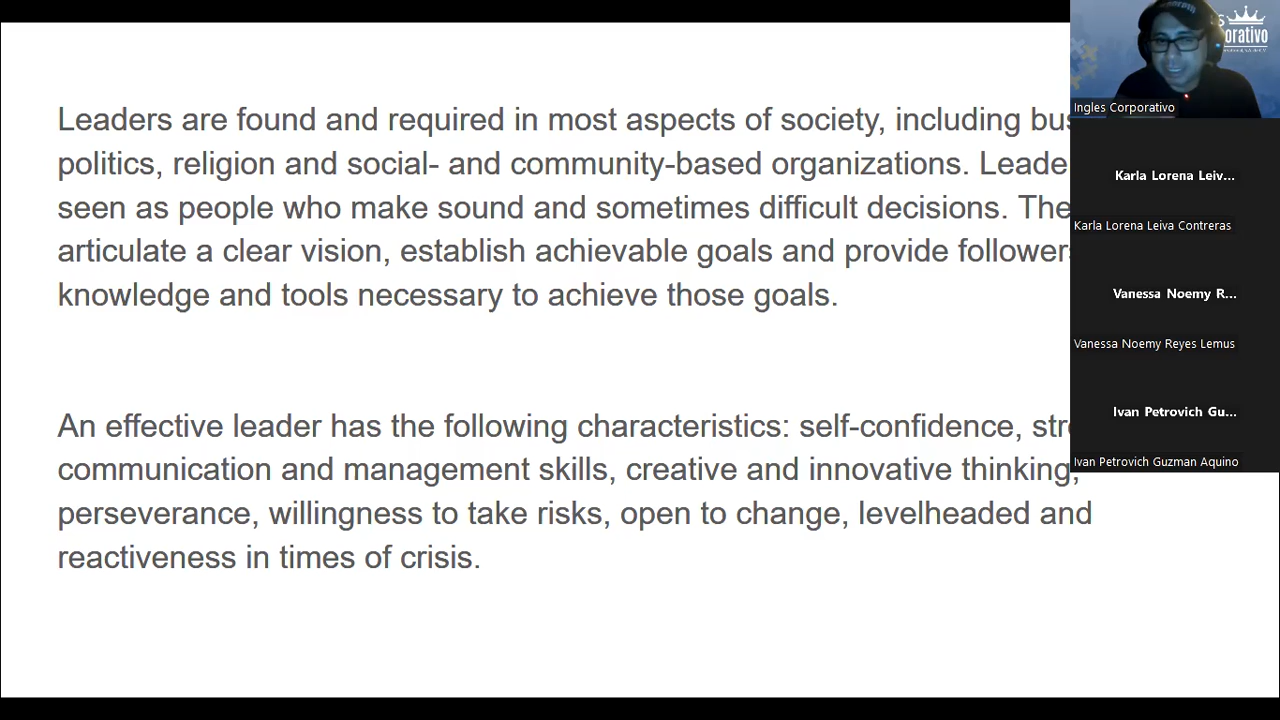 Leaders are found and required in most aspects of society, including
politics, religion and social- and community-based organizations.
seen as people who make sound and sometimes difficult decisions.
articulate a clear vision, establish achievable goals and provide
knowledge and tools necessary to achieve those goals.
An effective leader has the following characteristics: self-confidence,
communication and management skills, creative and innovative thinking,
perseverance, willingness to take risks, open to change, levelheaded and
reactiveness in times of crisis.
orativo
Ingles Corporativo
Karla Lorena Leiv...
Karla Lorena Leiva Contreras
Vanessa Noemy R...
Vanessa Noemy Reyes Lemus
Ivan Petrovich Gu...
Ivan Petrovich Guzman Aquino